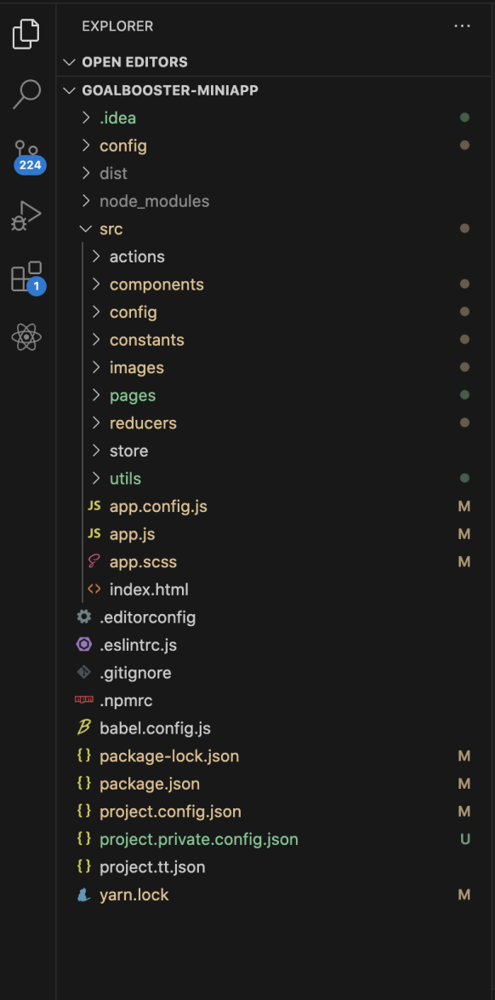 EXPLORER
OPEN EDITORS
GOALBOOSTER-MINIAPP
.idea
config
dist
224
node_modules
src
actions
1
components
config
constants
images
pages
reducers
store
utils
JS app.config.js M
JS app.js M
app.scss M
<> index.html
.editorconfig
.eslintrc.js
.gitignore
.npmrc
babel.config.js
{} package-lock.json M
{} package.json M
{} project.config.json M
{} project.private.config.json U
{} project.tt.json
yarn.lock M